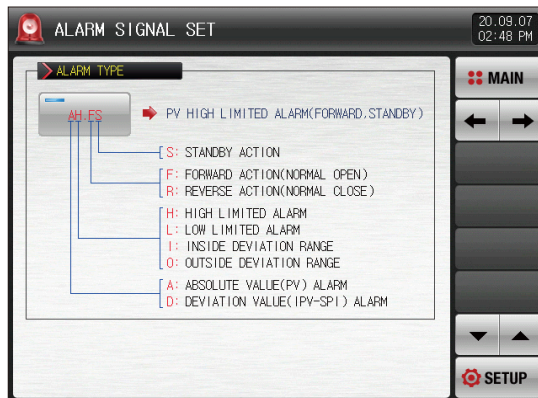 ALARM SIGNAL SET
20.09.07
02:48 PM
ALARM TYPE
AH.FS
PV HIGH LIMITED ALARM(FORWARD,STANDBY)
S: STANDBY ACTION
F: FORWARD ACTION(NORMAL OPEN)
R: REVERSE ACTION(NORMAL CLOSE)
H: HIGH LIMITED ALARM
L: LOW LIMITED ALARM
I: INSIDE DEVIATION RANGE
O: OUTSIDE DEVIATION RANGE
A: ABSOLUTE VALUE(PV) ALARM
D: DEVIATION VALUE(IPV-SPI) ALARM
MAIN
SETUP